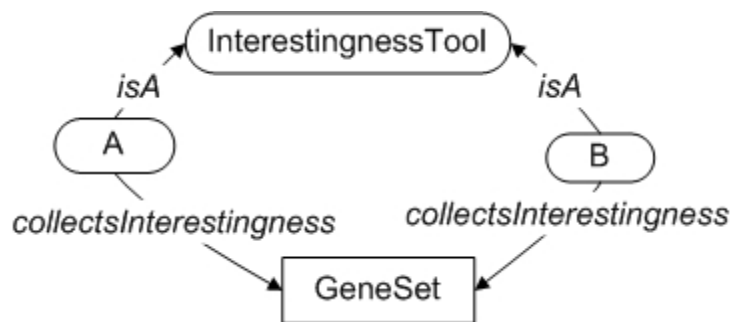 InterestingnessTool
isA
isA
A
B
collectsInterestingness
collectsInterestingness
GeneSet